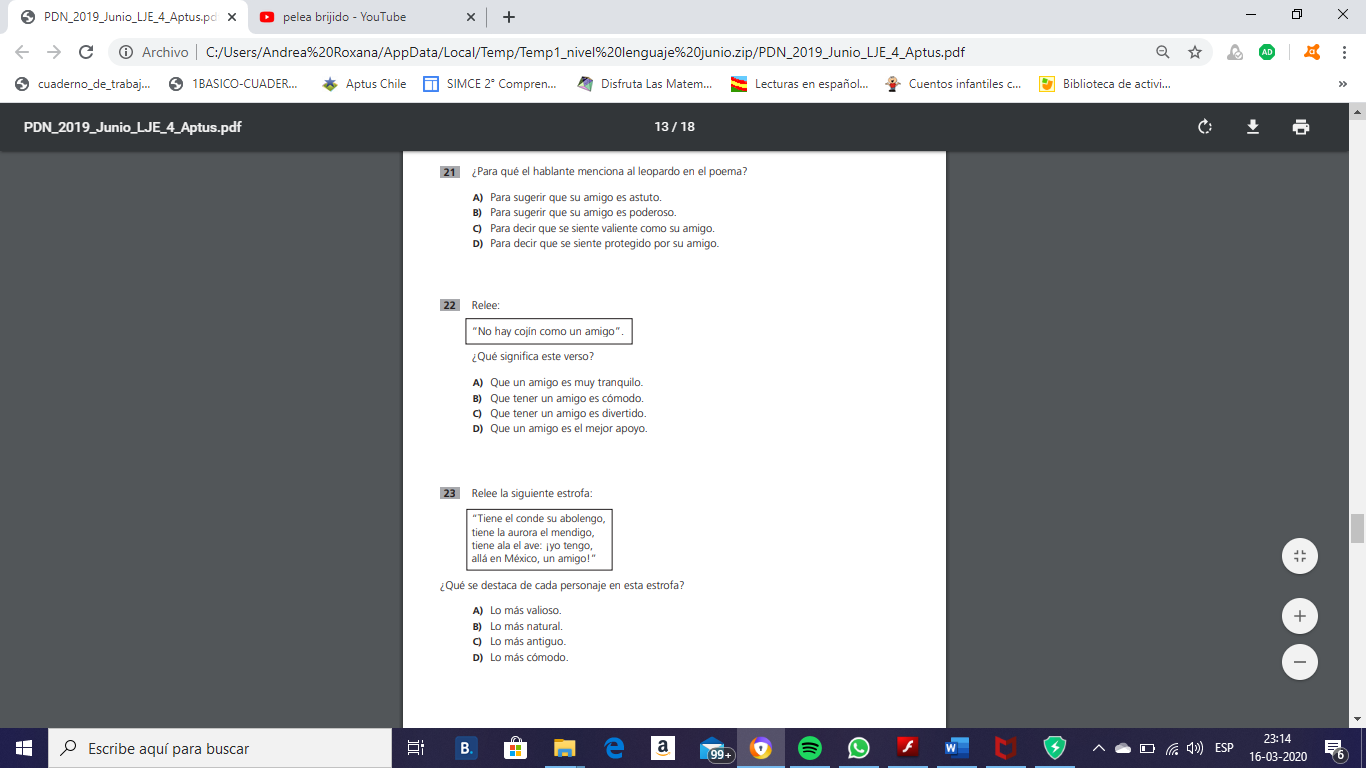 PDN_2019_Junio_LJE_4_Aptus.pd
pelea brijido - YouTube
Archivo
C:/Users/Andrea%20Roxana/AppData/Local/Temp/Temp1_nivel%20lenguaje%20junio.zip/PDN_2019_Junio_LJE_4_Aptus.pdf
AD
cuaderno_de_trabaj...
1BASICO-CUADER...
Aptus Chile
SIMCE 2° Compren...
Disfruta Las Matem...
Lecturas en español...
Cuentos infantiles c...
Biblioteca de activi...
»
PDN_2019_Junio_LJE_4_Aptus.pdf
13 / 18
21 ¿Para qué el hablante menciona al leopardo en el poema?
A) Para sugerir que su amigo es astuto.
B) Para sugerir que su amigo es poderoso.
C) Para decir que se siente valiente como su amigo.
D) Para decir que se siente protegido por su amigo.
22 Relee:
“No hay cojín como un amigo”.
¿Qué significa este verso?
A) Que un amigo es muy tranquilo.
B) Que tener un amigo es cómodo.
C) Que tener un amigo es divertido.
D) Que un amigo es el mejor apoyo.
23 Relee la siguiente estrofa:
“Tiene el conde su abolengo,
tiene la aurora el mendigo,
tiene ala el ave: ¡yo tengo,
allá en México, un amigo!”
¿Qué se destaca de cada personaje en esta estrofa?
A) Lo más valioso.
B) Lo más natural.
C) Lo más antiguo.
D) Lo más cómodo.
Escribe aquí para buscar
B.
a
99+
ESP
23:14
16-03-2020
6